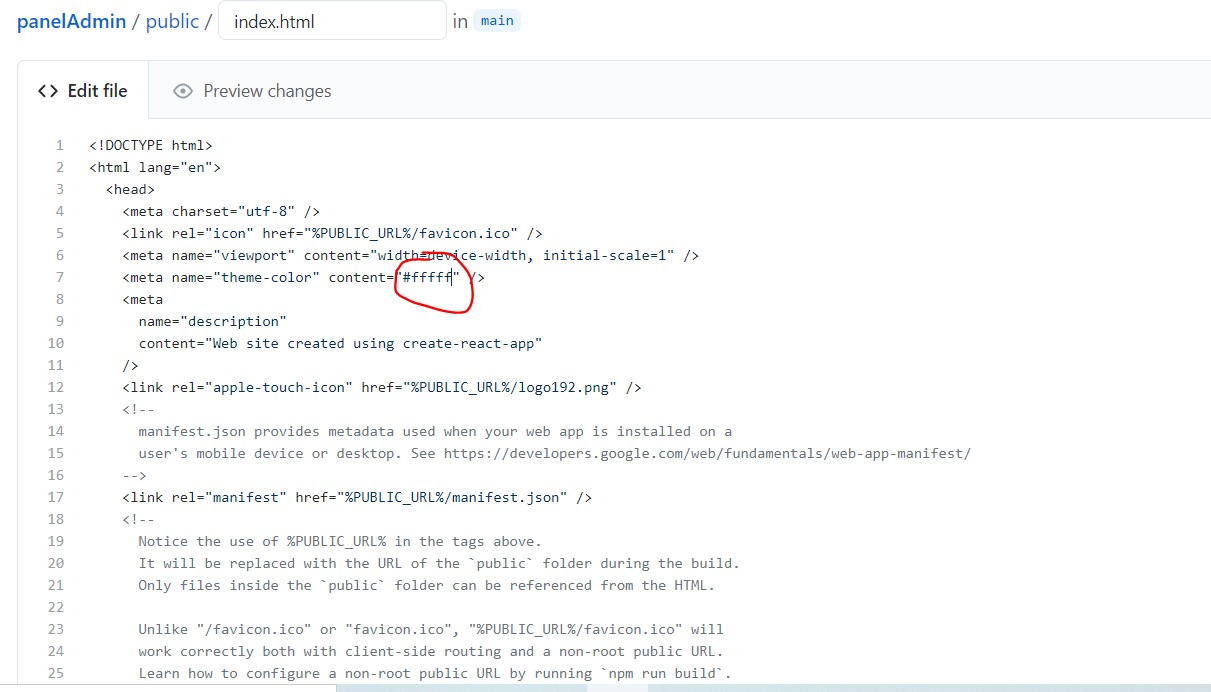 panelAdmin / public / index.html in main
Edit file Preview changes
1 <!DOCTYPE html>
2 <html lang="en">
3 <head>
4 <meta charset="utf-8" />
5 <link rel="icon" href="%PUBLIC_URL%/favicon.ico" />
6 <meta name="viewport" content="width=device-width, initial-scale=1" />
7 <meta name="theme-color" content="#fffff" />
8 <meta
9 name="description"
10 content="Web site created using create-react-app"
11 />
12 <link rel="apple-touch-icon" href="%PUBLIC_URL%/logo192.png" />
13 <!--
14 manifest.json provides metadata used when your web app is installed on a
15 user's mobile device or desktop. See https://developers.google.com/web/fundamentals/web-app-manifest/
16 -->
17 <link rel="manifest" href="%PUBLIC_URL%/manifest.json" />
18 <!--
19 Notice the use of %PUBLIC_URL% in the tags above.
20 It will be replaced with the URL of the `public` folder during the build.
21 Only files inside the `public` folder can be referenced from the HTML.
22
23 Unlike "/favicon.ico" or "favicon.ico", "%PUBLIC_URL%/favicon.ico" will
24 work correctly both with client-side routing and a non-root public URL.
25 Learn how to configure a non-root public URL by running `npm run build`.